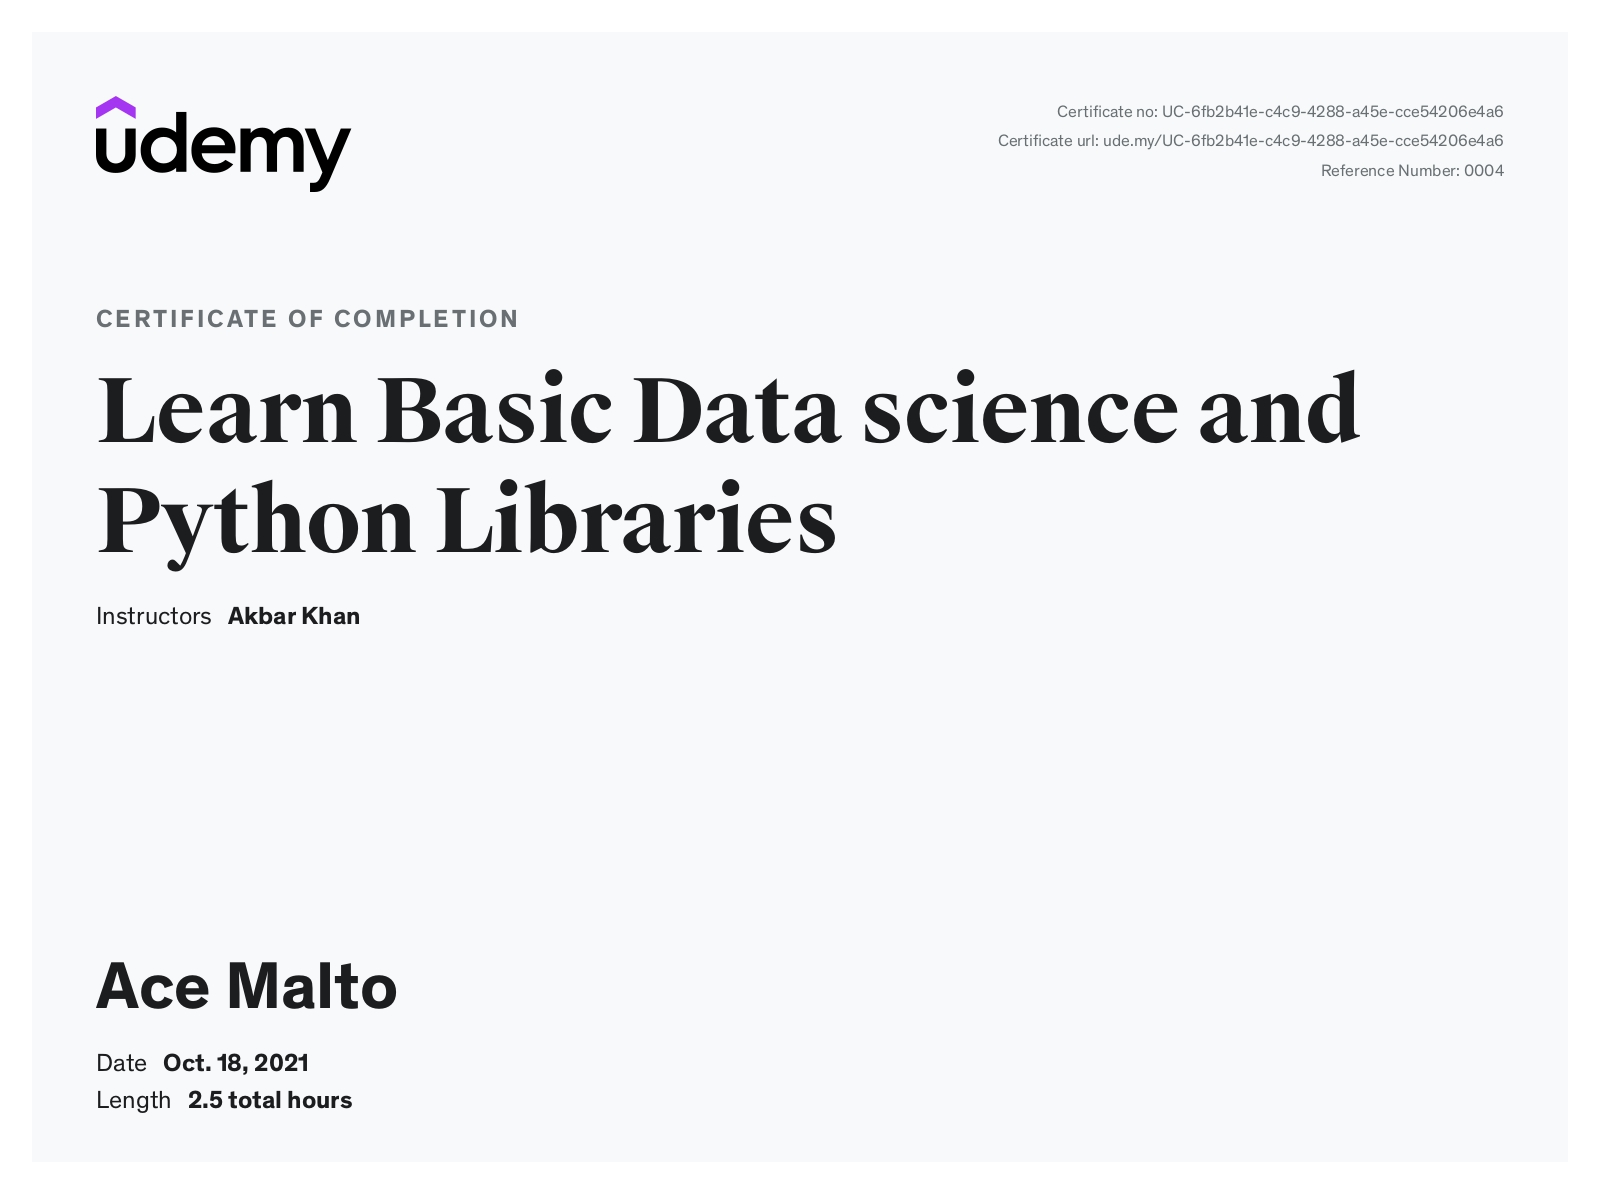 udemy
Certificate no: UC-6fb2b41e-c4c9-4288-a45e-cce54206e4a6
Certificate url: ude.my/UC-6fb2b41e-c4c9-4288-a45e-cce54206e4a6
Reference Number: 0004
CERTIFICATE OF COMPLETION
Learn Basic Data science and
Python Libraries
Instructors Akbar Khan
Ace Malto
Date Oct. 18, 2021
Length 2.5 total hours